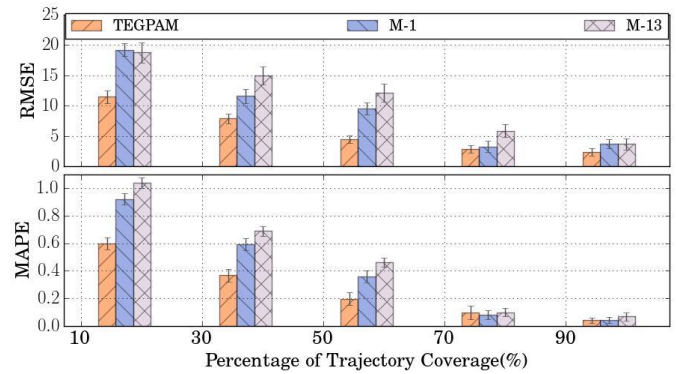 TEGPAM M-1 M-13
RMSE
25
20
15
10
5
0
MAPE
1.0
0.8
0.6
0.4
0.2
0.0
10 30 50 70 90
Percentage of Trajectory Coverage(%)